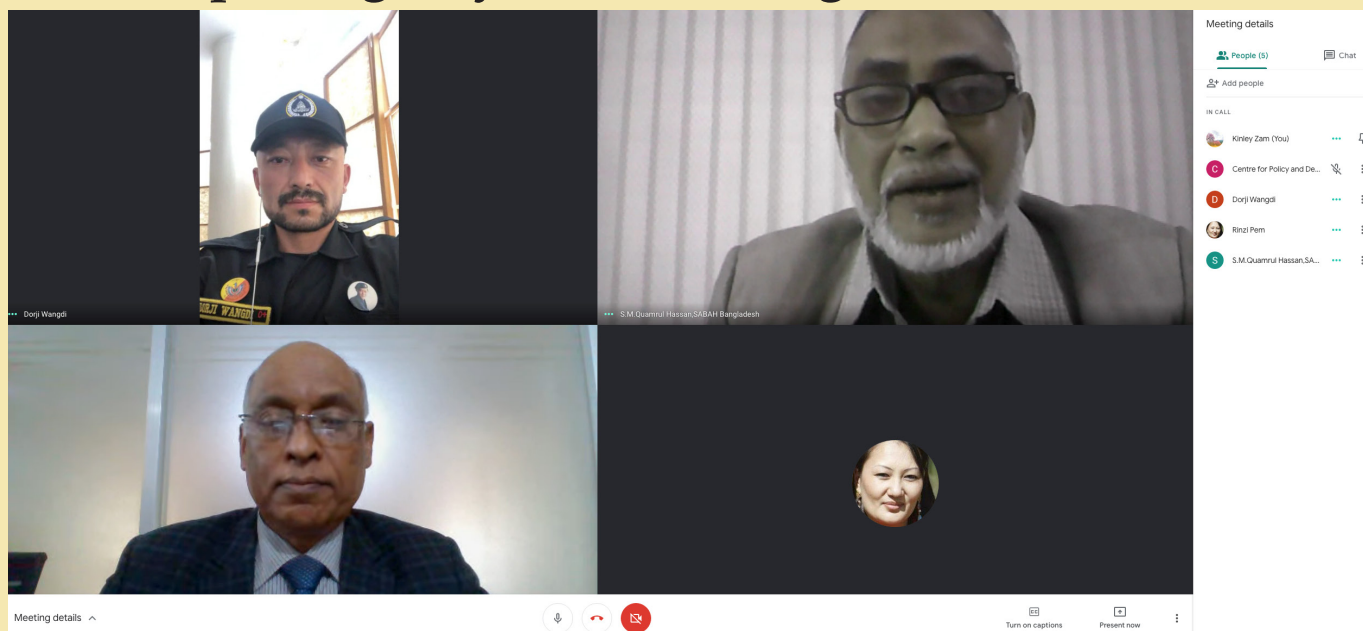 Meeting details
People (5)
Chat
Add people
IN CALL
Kinley Zam (You)
C
Centre for Policy and De...
D
Dorji Wangdi
Rinzi Pem
S
S.M.Quamrul Hassan,SA...
DORJI WANGDI
Dorji Wangdi
S.M.Quamrul Hassan,SABAH Bangladesh
Meeting details
CC
Turn on captions
Present now